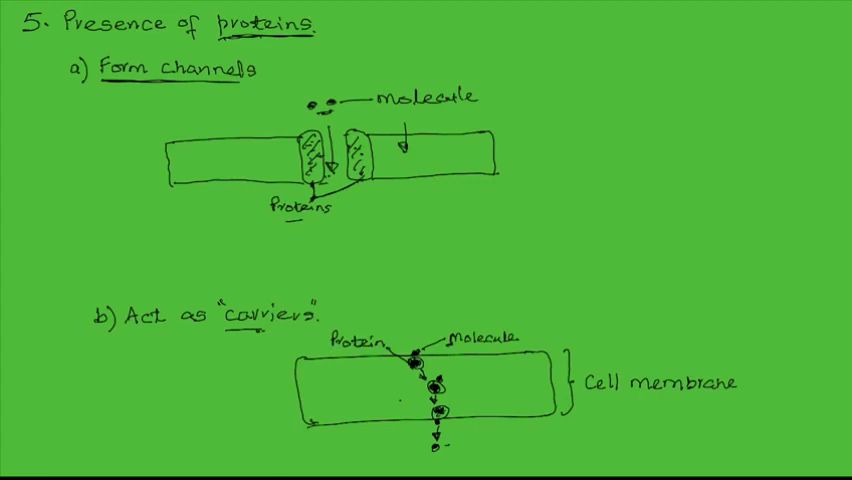 5. Presence of proteins.
a) Form channels
molecule
Proteins
b) Act as "carriers".
Protein
Molecule
Cell membrane